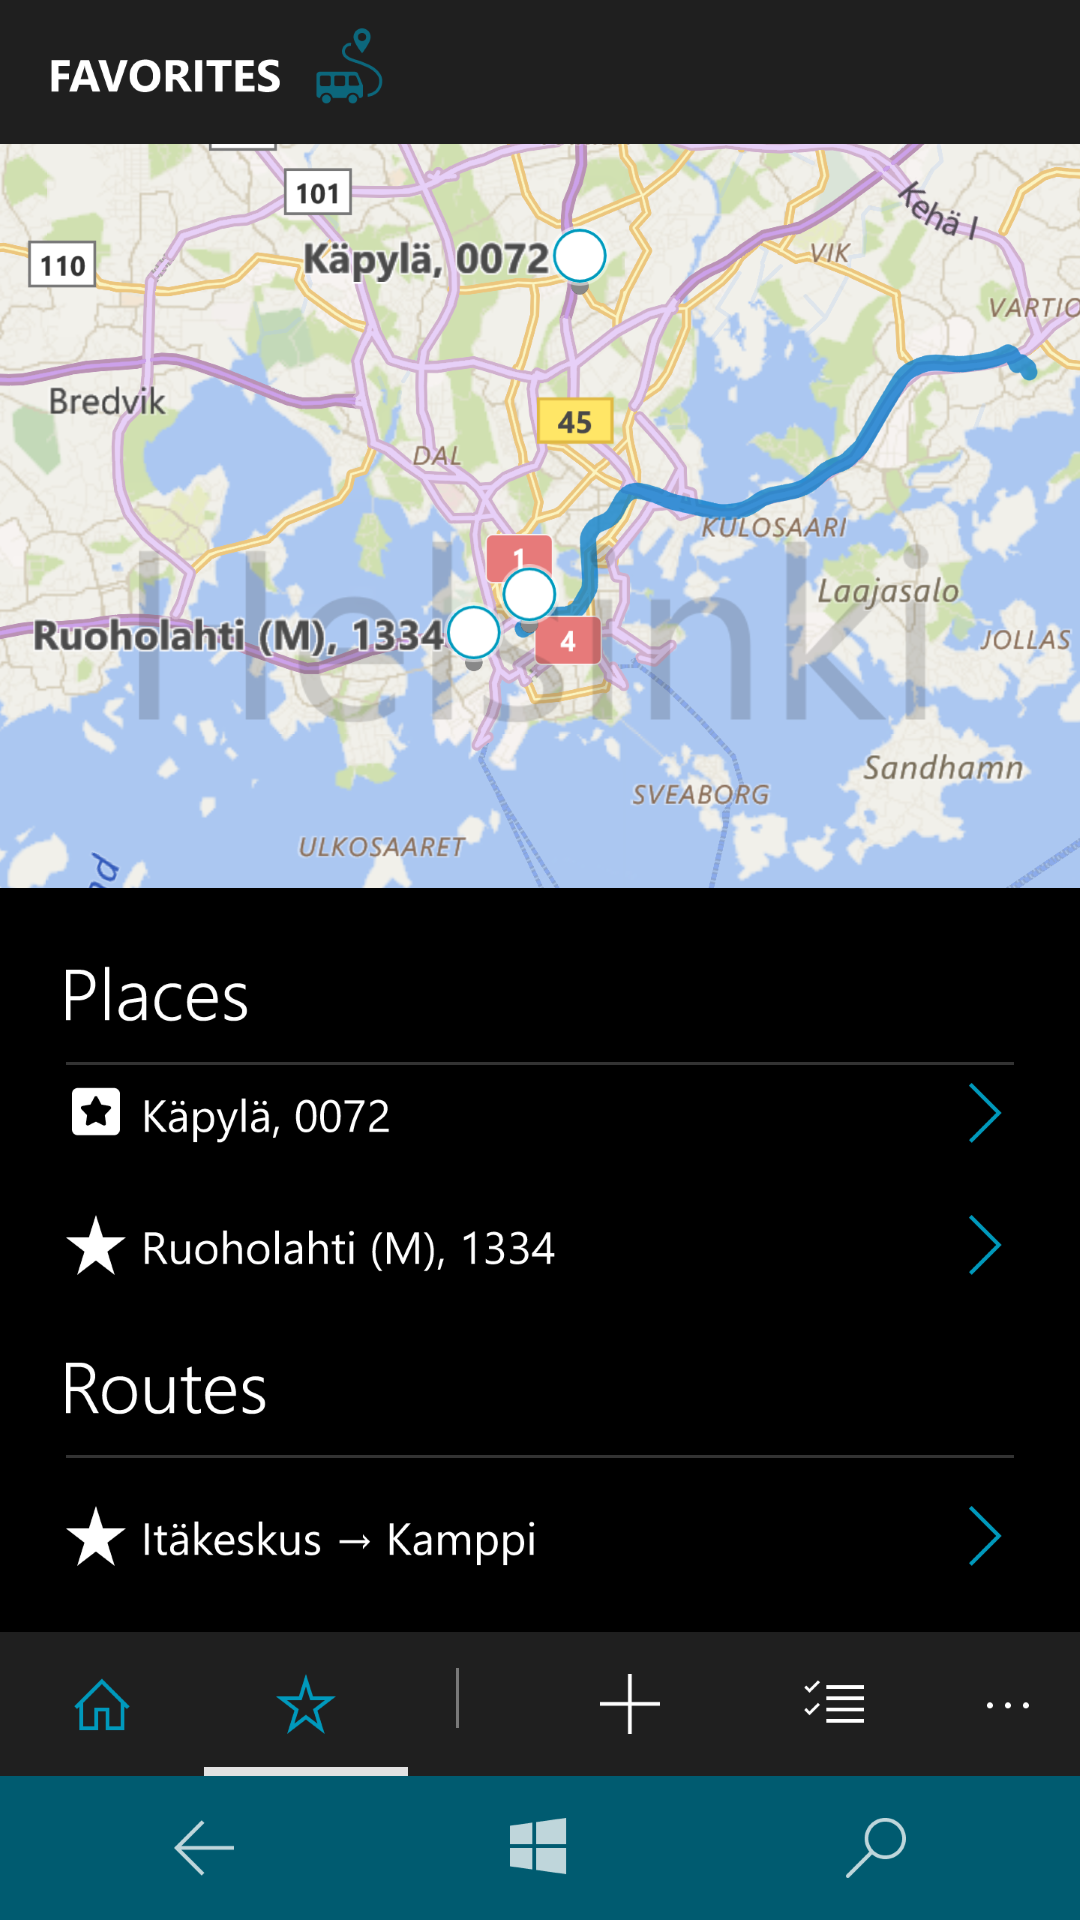 FAVORITES
101
Kehä I
110
Käpylä, 0072
VIK
VARTIO
Bredvik
45
DAL
KULOSAARI
1
Laajasalo
Ruoholahti (M), 1334
4
JOLLAS
Helsinki
Sandhamn
SVEABORG
ULKOSAARET
nd
Places
Käpylä, 0072
Ruoholahti (M), 1334
Routes
Itäkeskus → Kamppi